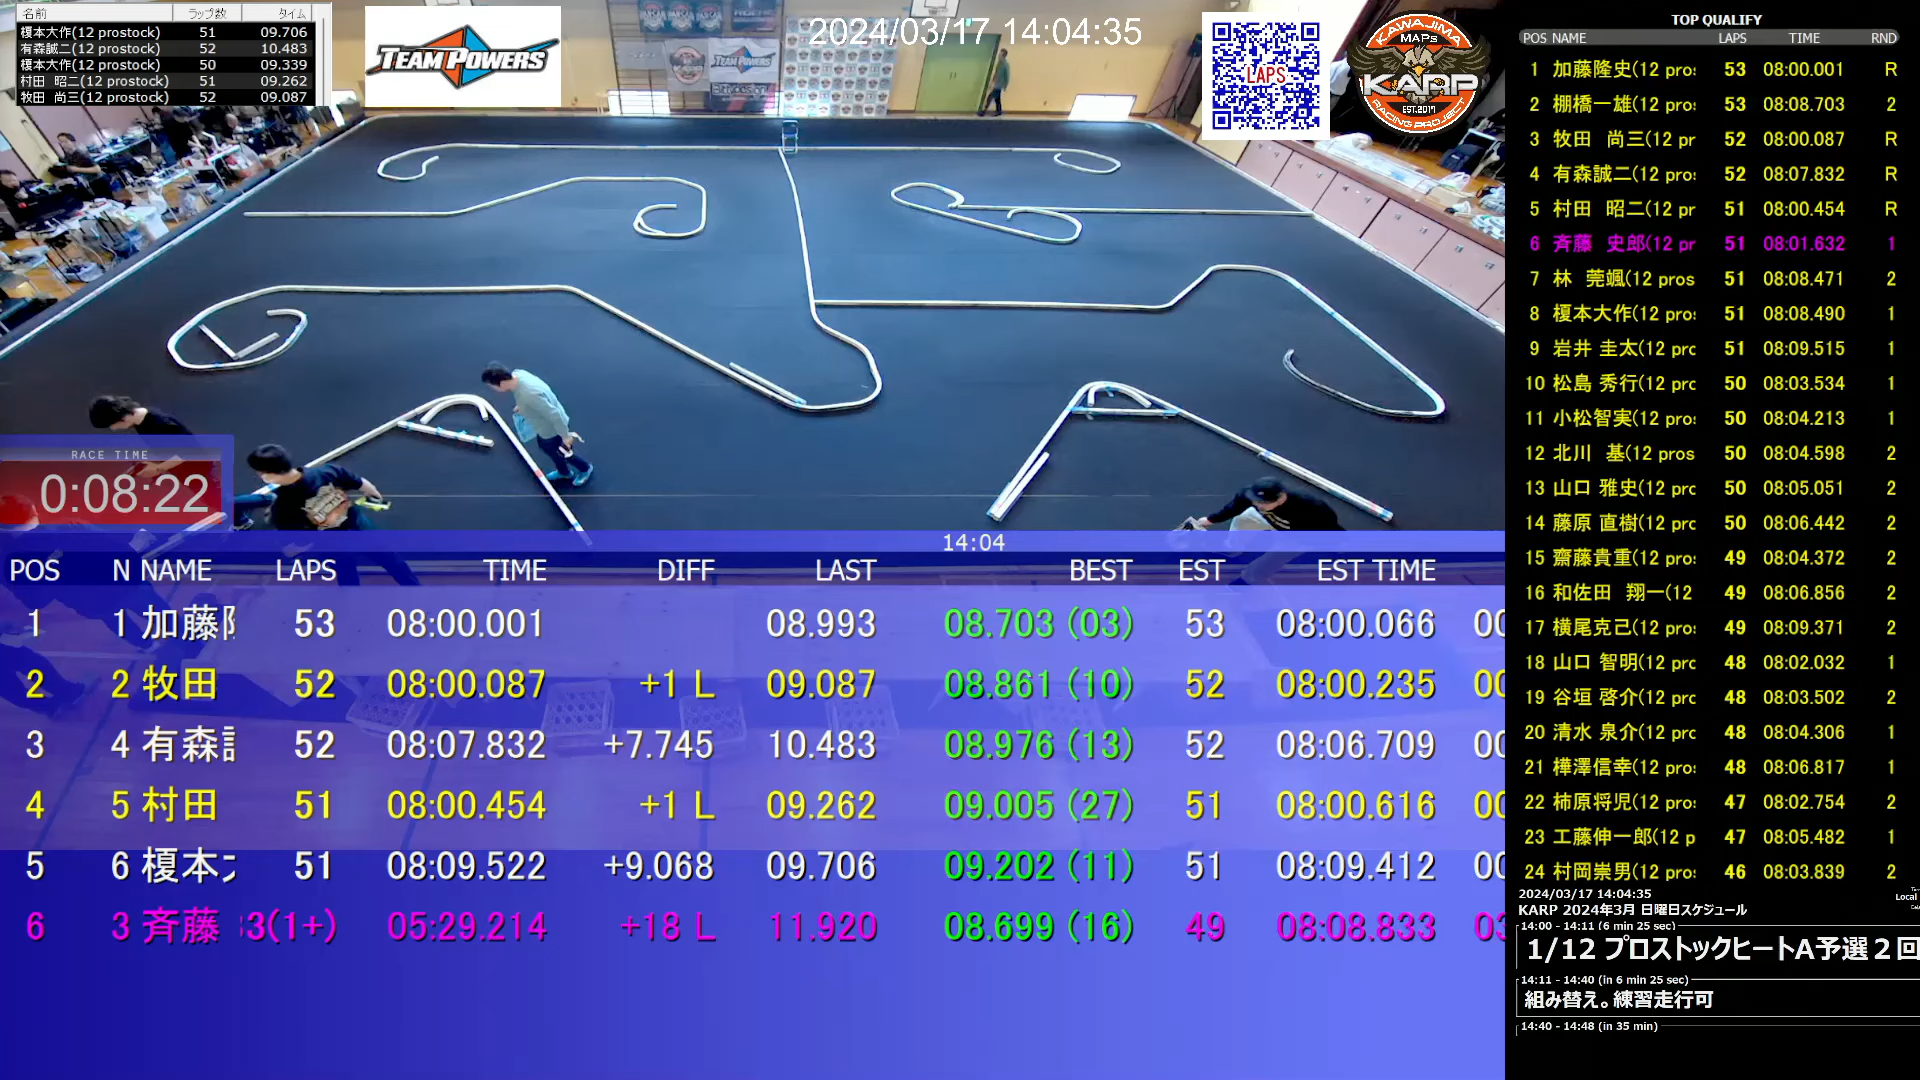 名前 ラップ数 タイム
榎本大作(12 prostock) 51 09.706
有森誠二(12 prostock) 52 10.483
榎本大作(12 prostock) 50 09.339
村田 昭二(12 prostock) 51 09.262
牧田 尚三(12 prostock) 52 09.087
TEAM POWERS
2024/03/17 14:04:35
LAPS
KAWAJIMA
MAPs
KARP
EST.2017
RACING PROJECT
TEAM POWERS
RACE TIME
0:08:22
14:04
POS N NAME LAPS TIME DIFF LAST BEST EST EST TIME
1 1 加藤 53 08:00.001 08.993 08.703 (03) 53 08:00.066 00
2 2 牧田 52 08:00.087 +1 L 09.087 08.861 (10) 52 08:00.235 00
3 4 有森 52 08:07.832 +7.745 10.483 08.976 (13) 52 08:06.709 00
4 5 村田 51 08:00.454 +1 L 09.262 09.005 (27) 51 08:00.616 00
5 6 榎本 51 08:09.522 +9.068 09.706 09.202 (11) 51 08:09.412 00
6 3 斉藤 3(1+) 05:29.214 +18 L 11.920 08.699 (16) 49 08:08.833 03
TOP QUALIFY
POS NAME LAPS TIME RND
1 加藤隆史(12 pro 53 08:00.001 R
2 棚橋一雄(12 pro 53 08:08.703 2
3 牧田 尚三(12 pr 52 08:00.087 R
4 有森誠二(12 pro 52 08:07.832 R
5 村田 昭二(12 pr 51 08:00.454 R
6 斉藤 史郎(12 pr 51 08:01.632 1
7 林 莞颯(12 pros 51 08:08.471 2
8 榎本大作(12 pro 51 08:08.490 1
9 岩井 圭太(12 pro 51 08:09.515 1
10 松島 秀行(12 pro 50 08:03.534 1
11 小松智実(12 pro 50 08:04.213 1
12 北川 基(12 pros 50 08:04.598 2
13 山口 雅史(12 pro 50 08:05.051 2
14 藤原 直樹(12 pro 50 08:06.442 2
15 齋藤貴重(12 pro 49 08:04.372 2
16 和佐田 翔一(12 49 08:06.856 2
17 横尾克己(12 pro 49 08:09.371 2
18 山口 智明(12 pro 48 08:02.032 1
19 谷垣 啓介(12 pro 48 08:03.502 2
20 清水 泉介(12 pro 48 08:04.306 1
21 樺澤信幸(12 pro 48 08:06.817 1
22 柿原将児(12 pro 47 08:02.754 2
23 工藤伸一郎(12 p 47 08:05.482 1
24 村岡崇男(12 pro 46 08:03.839 2
2024/03/17 14:04:35
Local
KARP 2024年3月 日曜日スケジュール
14:00 - 14:11 (6 min 25 sec)
1/12 プロストックヒートA予選２回
14:11 - 14:40 (in 6 min 25 sec)
組み替え。練習走行可
14:40 - 14:48 (in 35 min)